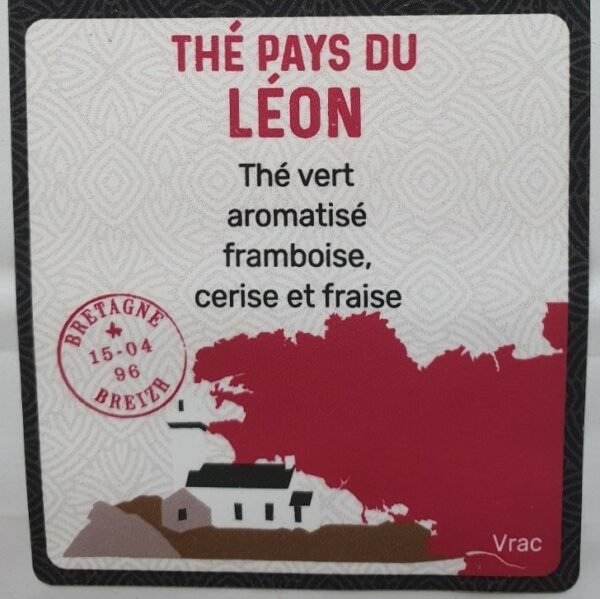 THÉ PAYS DU
LÉON
Thé vert
aromatisé
framboise,
cerise et fraise
BRETAGNE
15-04
96
BREIZH
Vrac